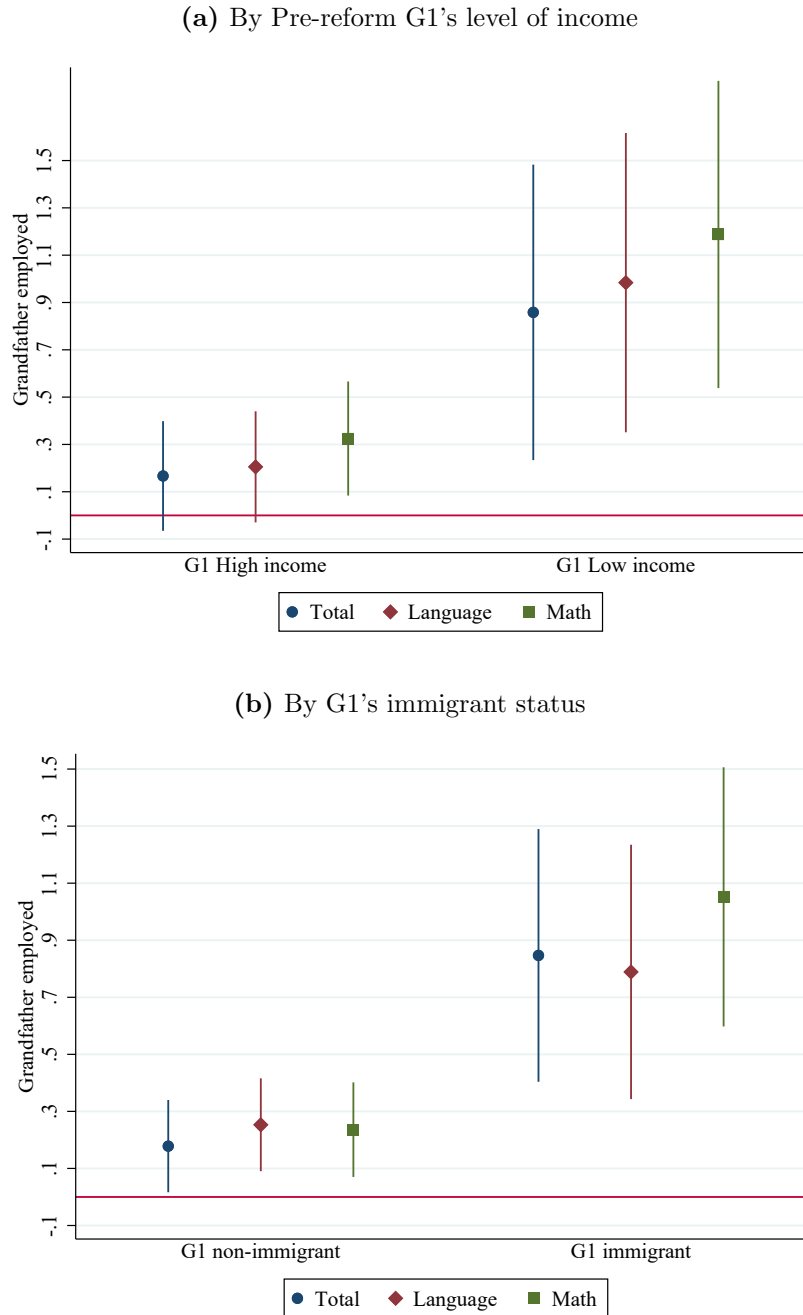 (a) By Pre-reform G1's level of income
Grandfather employed
1.5
1.3
1.1
.9
.7
.5
.3
.1
-.1
G1 High income
G1 Low income
Total
Language
Math
(b) By G1's immigrant status
Grandfather employed
1.5
1.3
1.1
.9
.7
.5
.3
.1
-.1
G1 non-immigrant
G1 immigrant
Total
Language
Math